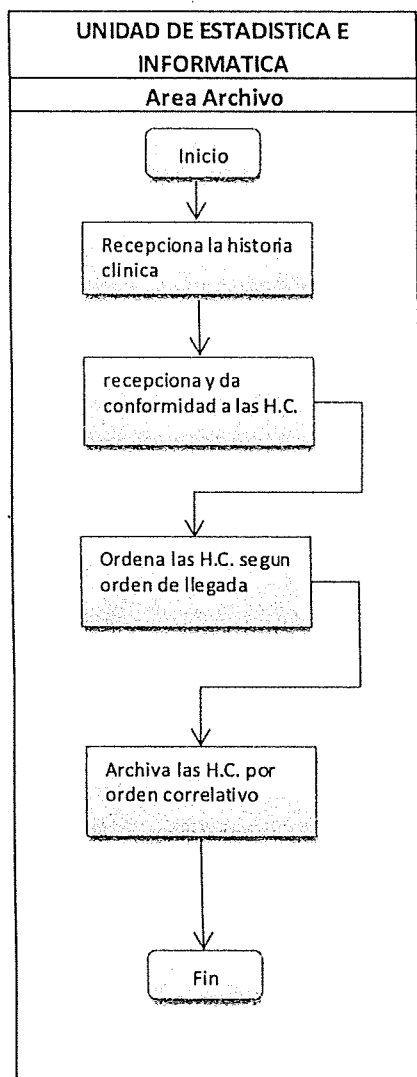 UNIDAD DE ESTADISTICA E
INFORMATICA
Area Archivo
Inicio
Recepciona la historia
clinica
recepciona y da
conformidad a las H.C.
Ordena las H.C. segun
orden de llegada
Archiva las H.C. por
orden correlativo
Fin